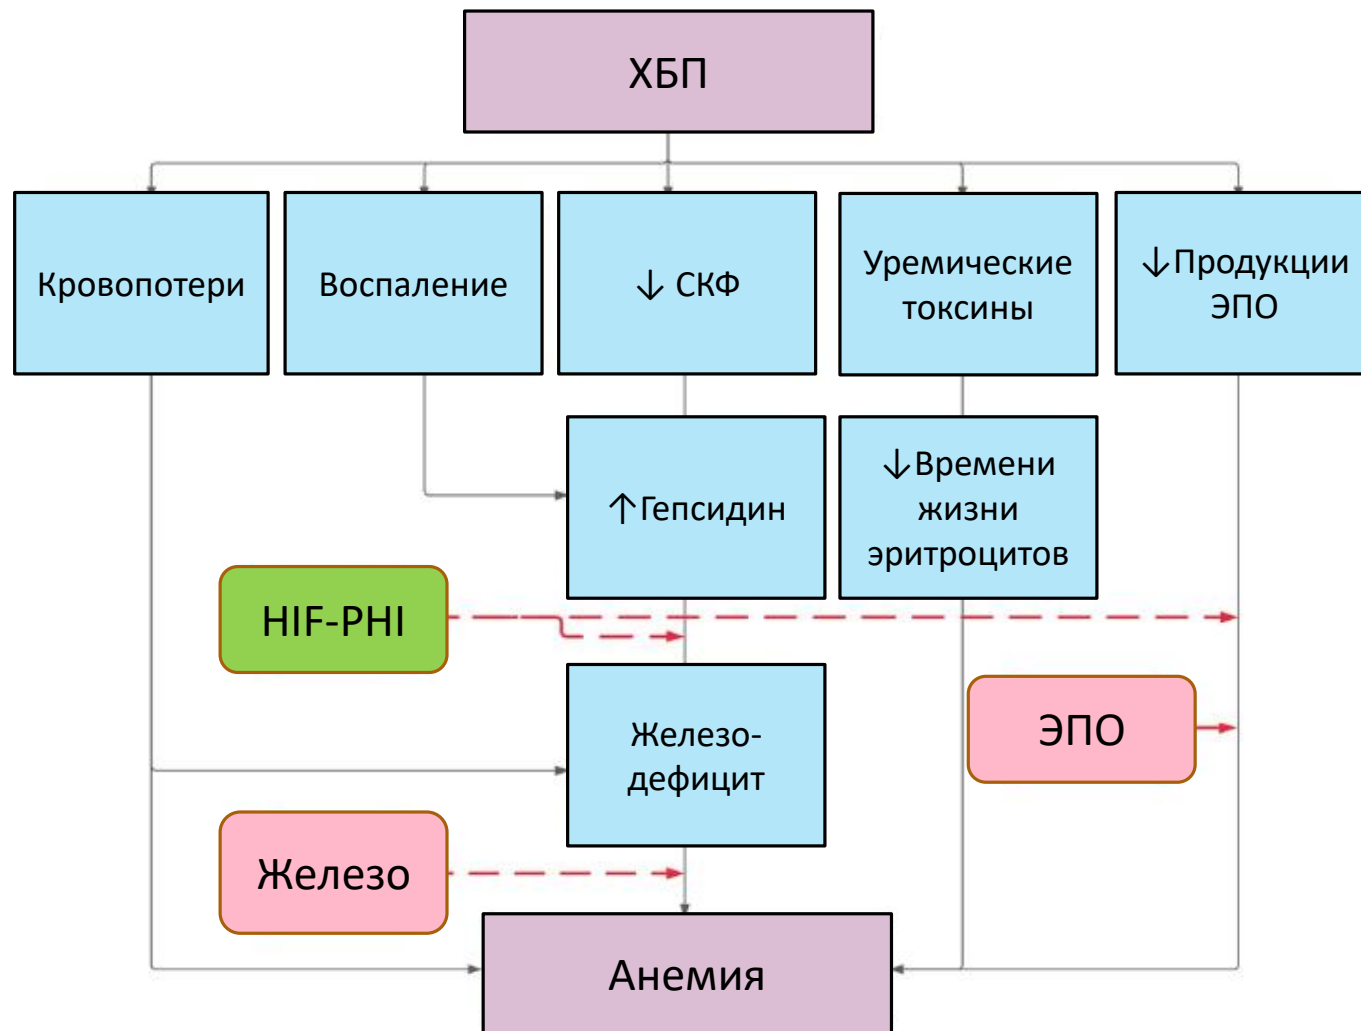 ХБП
Кровопотери
Воспаление
↓ СКФ
Уремические
токсины
↓Продукции
ЭПО
↑Гепсидин
↓Времени
жизни
эритроцитов
HIF-PHI
Железо-
дефицит
ЭПО
Железо
Анемия